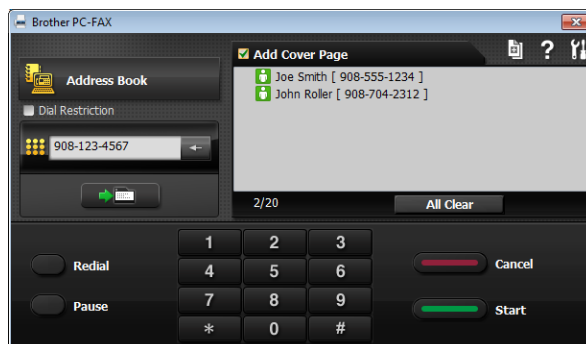 Brother PC-FAX
Address Book
Dial Restriction
908-123-4567
Add Cover Page
?
Joe Smith [ 908-555-1234 ]
John Roller [ 908-704-2312 ]
2/20
All Clear
Redial
Pause
1 2 3
4 5 6
7 8 9
* 0 #
Cancel
Start